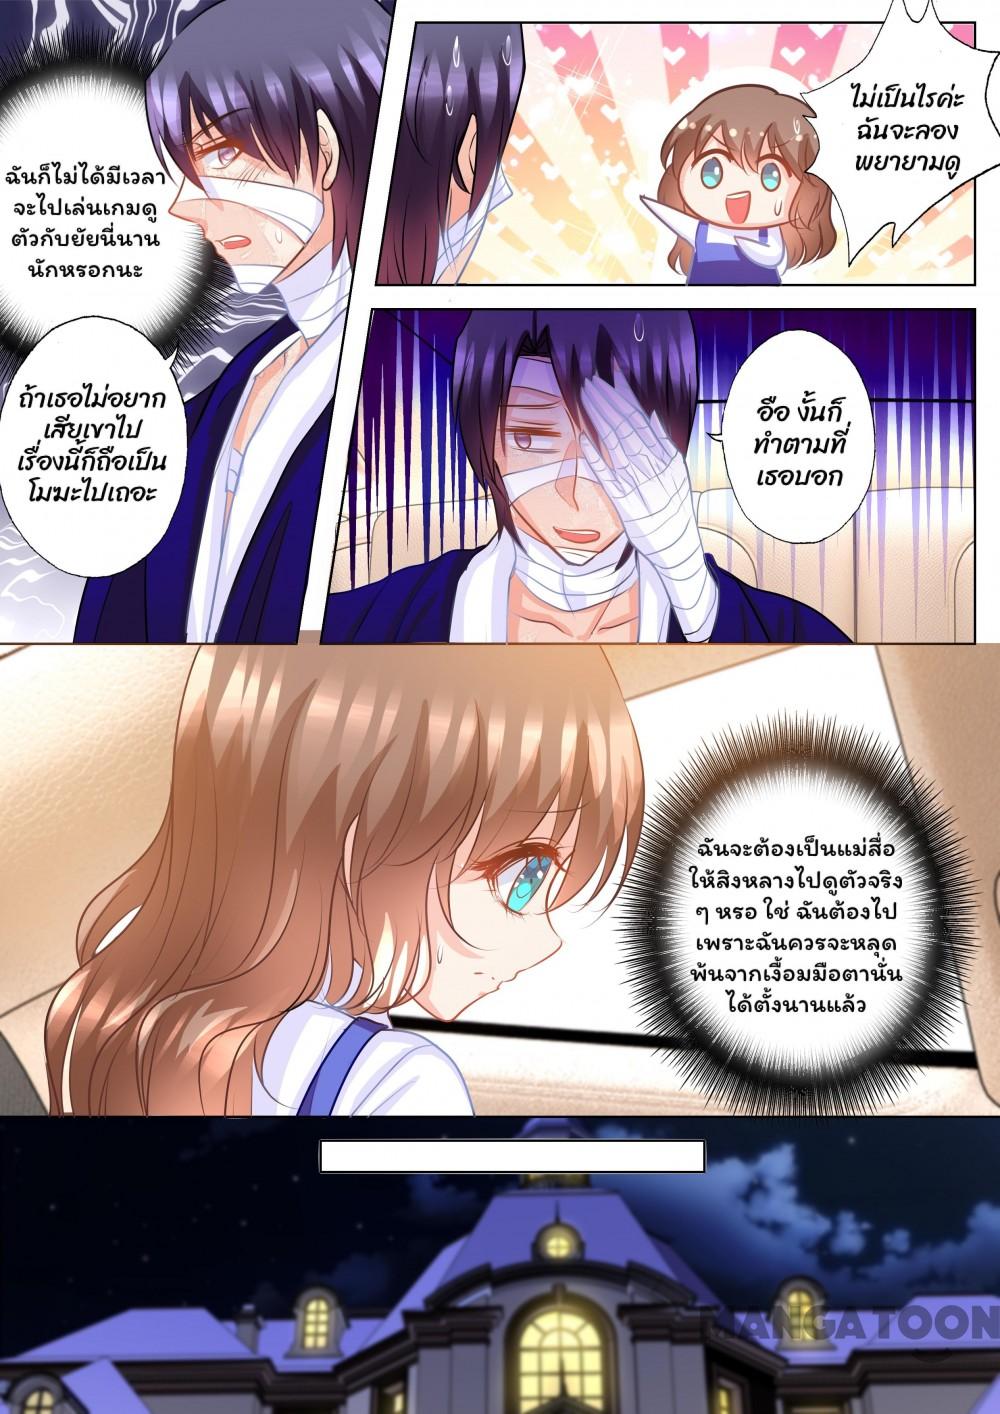 ฉันก็ไม่ได้มีเวลา
จะไปเล่นเกมดู
ตัวกับยัยนี่นาน
นักหรอกนะ
ถ้าเธอไม่อยาก
เสียเขาไป
เรื่องนี้ก็ถือเป็น
โมฆะไปเถอะ
ไม่เป็นไรค่ะ
ฉันจะลอง
พยายามดู
อือ งั้นก็
ทำตามที่
เธอบอก
ฉันจะต้องเป็นแม่สื่อ
ให้สิงหลางไปดูตัวจริง
ๆ หรอ ใช่ ฉันต้องไป
เพราะฉันควรจะหลุด
พ้นจากเงื้อมมือตานั่น
ได้ตั้งนานแล้ว
MANGATOON